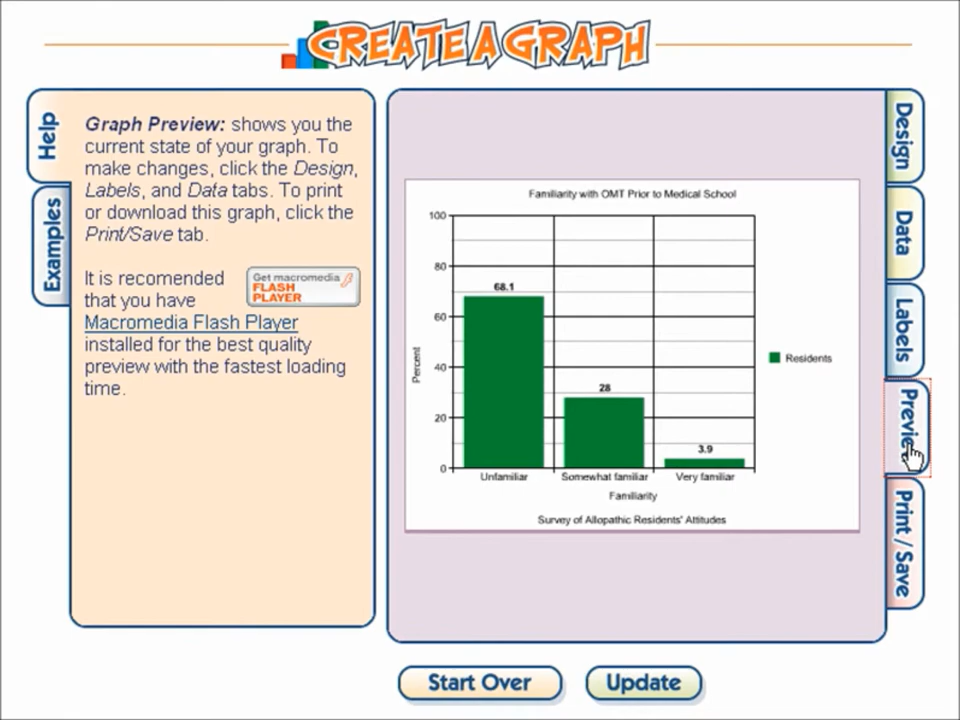 CREATE A GRAPH
Help
Examples
Graph Preview: shows you the
current state of your graph. To
make changes, click the Design,
Labels, and Data tabs. To print
or download this graph, click the
Print/Save tab.
It is recomended
that you have
Macromedia Flash Player
installed for the best quality
preview with the fastest loading
time.
Get macromedia
FLASH
PLAYER
Familiarity with OMT Prior to Medical School
100
80
60
40
20
0
Percent
68.1
28
3.9
Unfamiliar Somewhat familiar Very familiar
Familiarity
Survey of Allopathic Residents' Attitudes
Residents
Design
Data
Labels
Previe
Print / Save
Start Over
Update